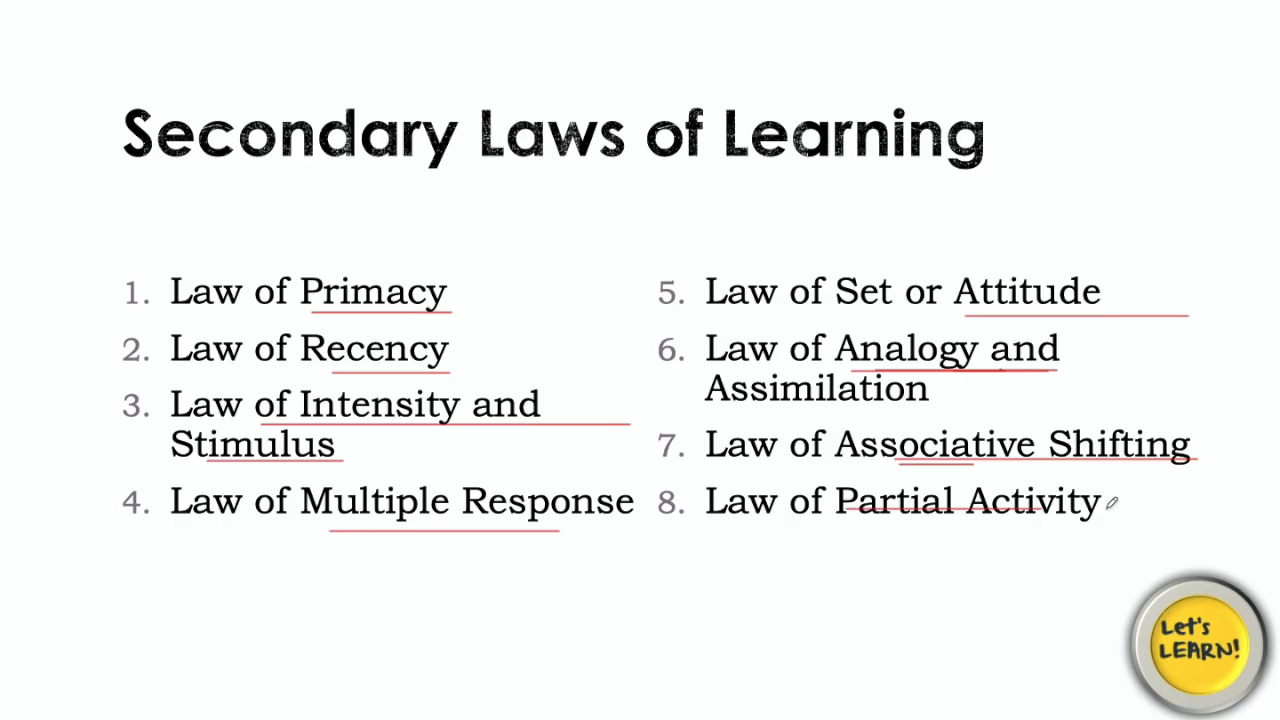 Secondary Laws of Learning
1. Law of Primacy
2. Law of Recency
3. Law of Intensity and
Stimulus
4. Law of Multiple Response
5. Law of Set or Attitude
6. Law of Analogy and
Assimilation
7. Law of Associative Shifting
8. Law of Partial Activity
Let's
LEARN!